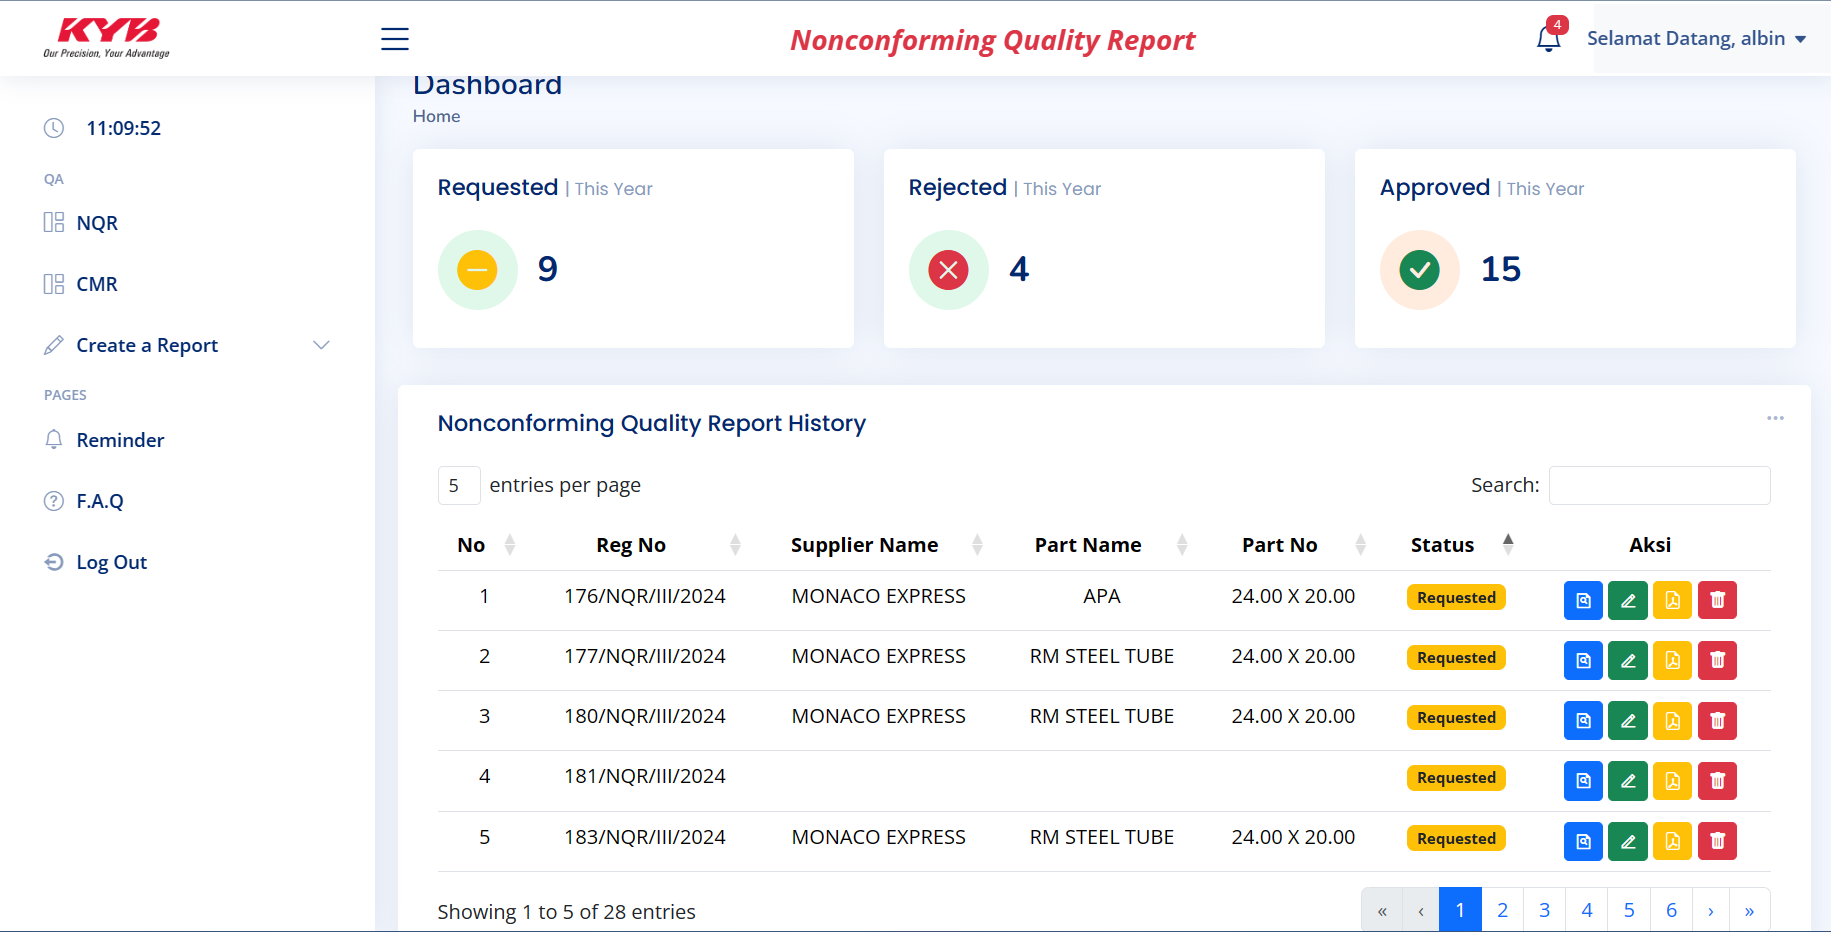 KYB
Our Precision, Your Advantage
Nonconforming Quality Report
4
Selamat Datang, albin
11:09:52
QA
NQR
CMR
Create a Report
PAGES
Reminder
F.A.Q
Log Out
Dashboard
Home
Requested | This Year
9
Rejected | This Year
4
Approved | This Year
15
Nonconforming Quality Report History
5 entries per page
Search:
No Reg No Supplier Name Part Name Part No Status Aksi
1 176/NQR/III/2024 MONACO EXPRESS APA 24.00 X 20.00 Requested
2 177/NQR/III/2024 MONACO EXPRESS RM STEEL TUBE 24.00 X 20.00 Requested
3 180/NQR/III/2024 MONACO EXPRESS RM STEEL TUBE 24.00 X 20.00 Requested
4 181/NQR/III/2024 Requested
5 183/NQR/III/2024 MONACO EXPRESS RM STEEL TUBE 24.00 X 20.00 Requested
Showing 1 to 5 of 28 entries
« ‹ 1 2 3 4 5 6 › »